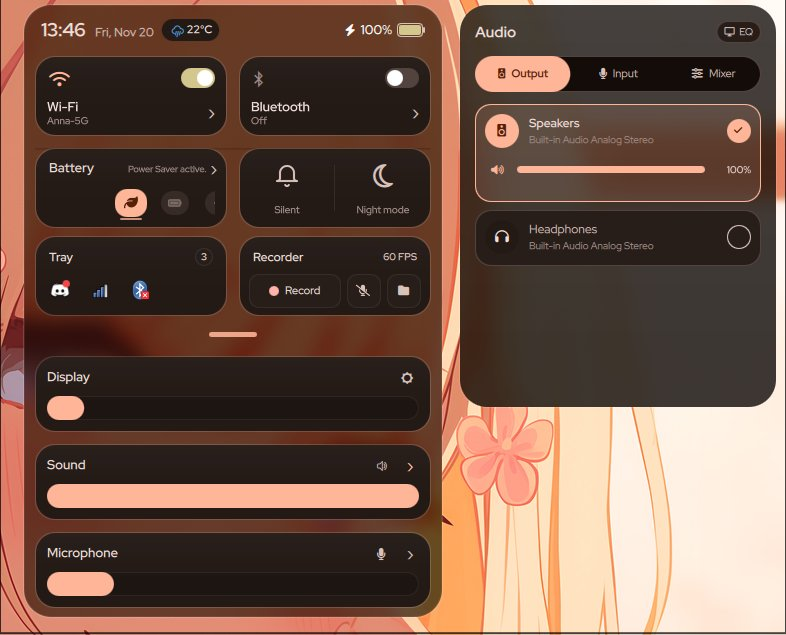 13:46 Fri, Nov 20 22°C 100%
Wi-Fi
Anna-5G
Bluetooth
Off
Battery Power Saver active.
Silent
Night mode
Tray 3
Recorder 60 FPS
Record
Display
Sound
Microphone
Audio EQ
Output Input Mixer
Speakers
Built-in Audio Analog Stereo
100%
Headphones
Built-in Audio Analog Stereo